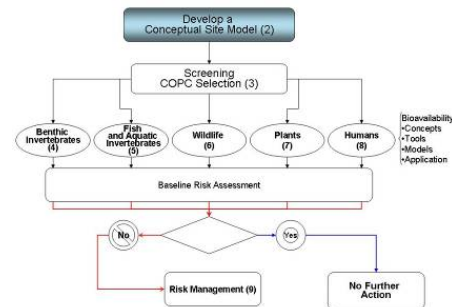 Develop a
Conceptual Site Model (2)
Screening
COPC Selection (3)
Benthic
Invertebrates
(4)
Fish
and Aquatic
Invertebrates
(5)
Wildlife
(6)
Plants
(7)
Humans
(8)
Bioavailability
•Concepts
•Tools
•Models
•Application
Baseline Risk Assessment
No
Yes
Risk Management (9)
No Further
Action